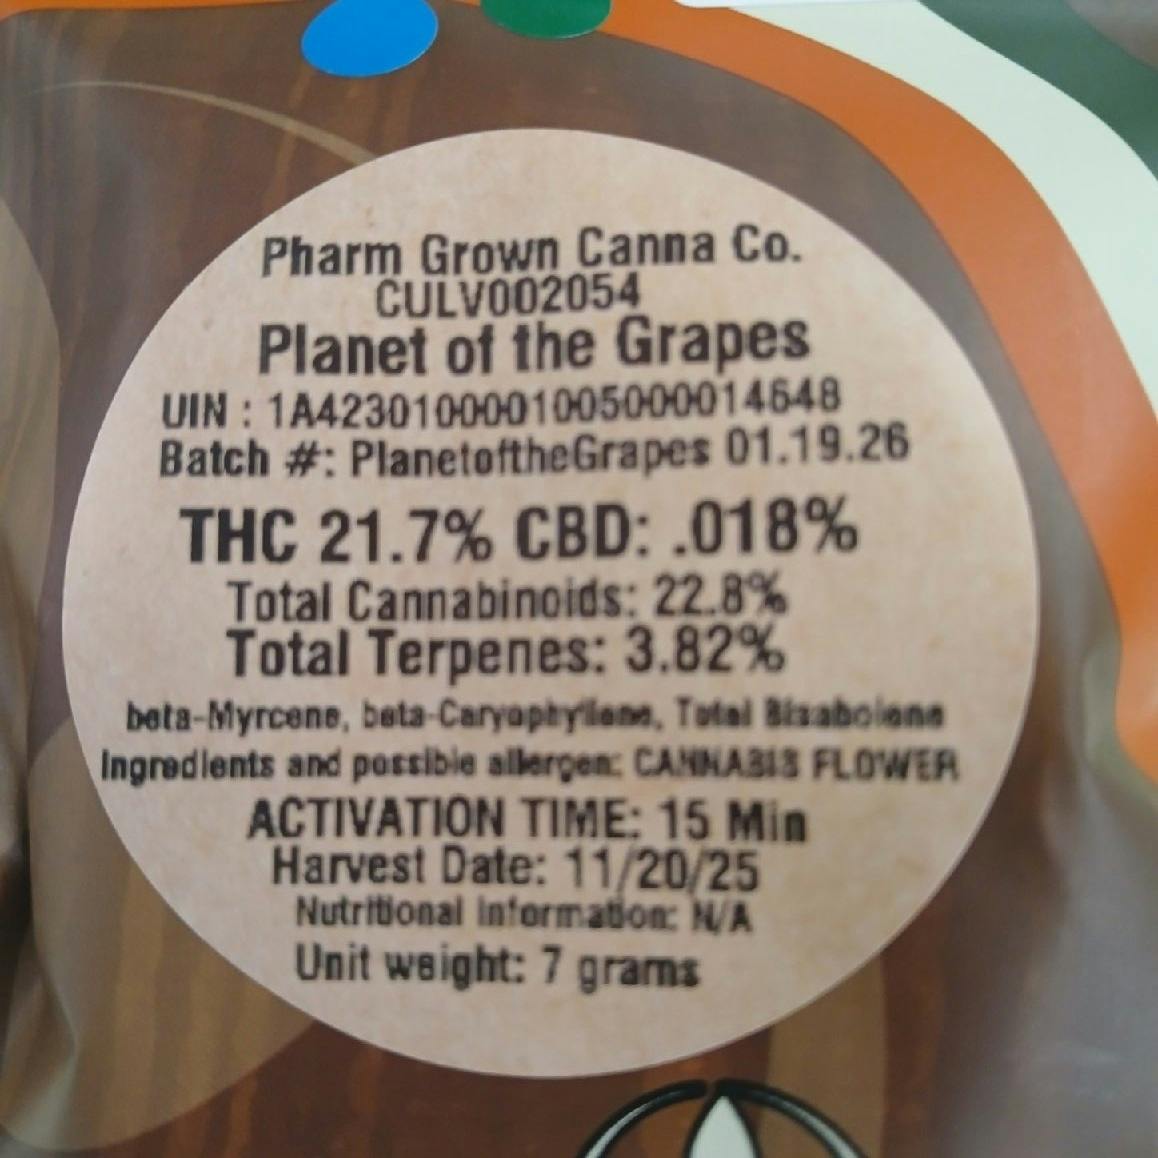 Pharm Grown Canna Co.
CULV002054
Planet of the Grapes
UIN : 1A4230100001005000014648
Batch #: PlanetoftheGrapes 01.19.26
THC 21.7% CBD: .018%
Total Cannabinoids: 22.8%
Total Terpenes: 3.82%
beta-Myrcene, beta-Caryophyllene, Total Bisabolene
Ingredients and possible allergen: CANNABIS FLOWER
ACTIVATION TIME: 15 Min
Harvest Date: 11/20/25
Nutritional Information: N/A
Unit weight: 7 grams